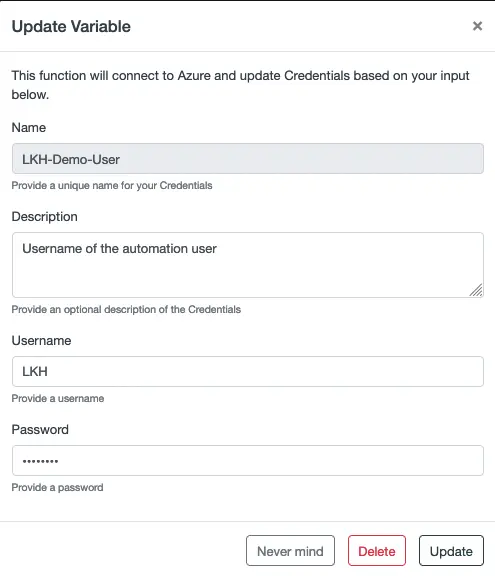 Update Variable ×
This function will connect to Azure and update Credentials based on your input
below.
Name
LKH-Demo-User
Provide a unique name for your Credentials
Description
Username of the automation user
Provide an optional description of the Credentials
Username
LKH
Provide a username
Password
••••••••
Provide a password
Never mind Delete Update